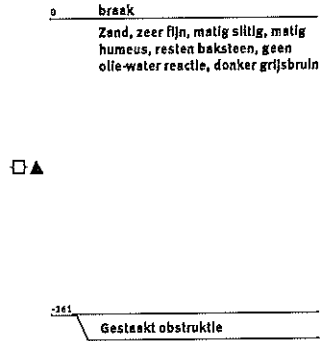 0 braak
Zand, zeer fijn, matig siltig, matig
humeus, resten baksteen, geen
olie-water reactie, donker grijsbruin
-161
Gestaakt obstruktie